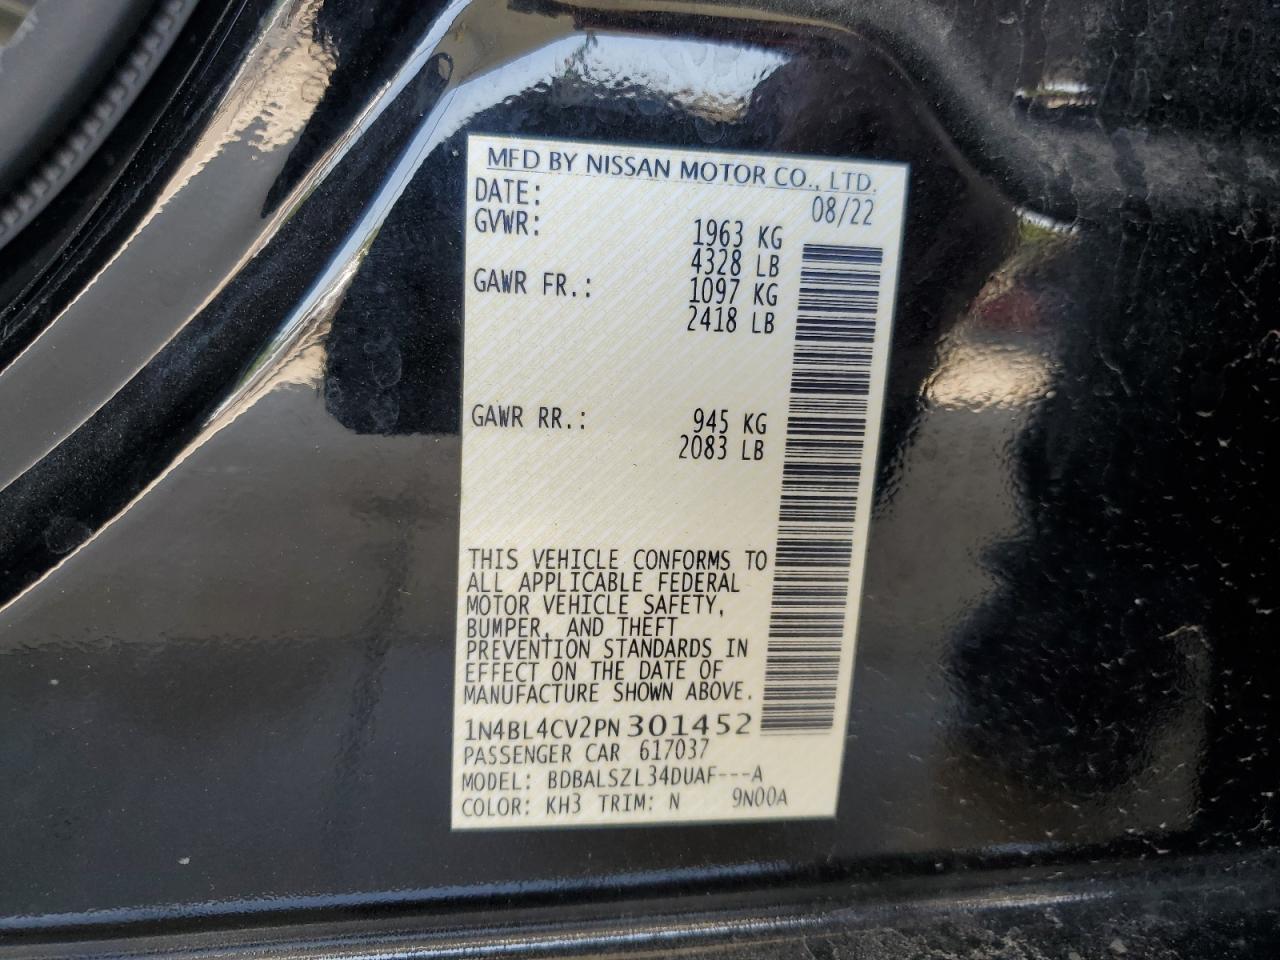 MFD BY NISSAN MOTOR CO., LTD.
DATE: 08/22
GVWR: 1963 KG
4328 LB
GAWR FR.: 1097 KG
2418 LB
GAWR RR.: 945 KG
2083 LB
THIS VEHICLE CONFORMS TO
ALL APPLICABLE FEDERAL
MOTOR VEHICLE SAFETY,
BUMPER, AND THEFT
PREVENTION STANDARDS IN
EFFECT ON THE DATE OF
MANUFACTURE SHOWN ABOVE.
1N4BL4CV2PN301452
PASSENGER CAR 617037
MODEL: BDBALSZL34DUAF---A
COLOR: KH3 TRIM: N 9N00A